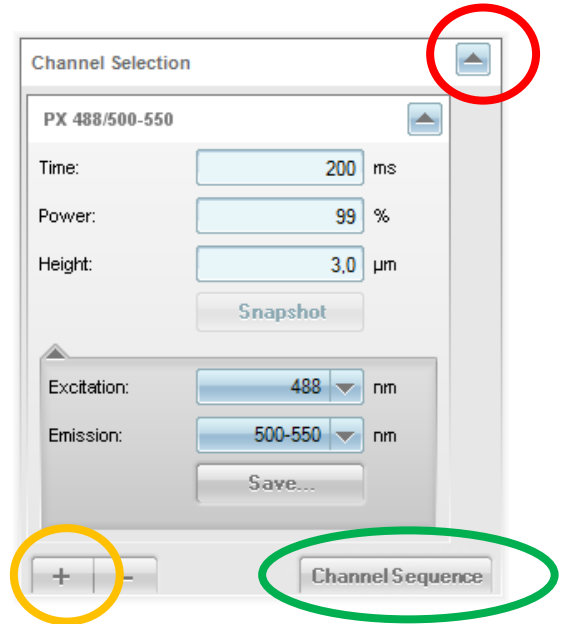 Channel Selection
PX 488/500-550
Time: 200 ms
Power: 99 %
Height: 3,0 µm
Snapshot
Excitation: 488 nm
Emission: 500-550 nm
Save...
+ - Channel Sequence